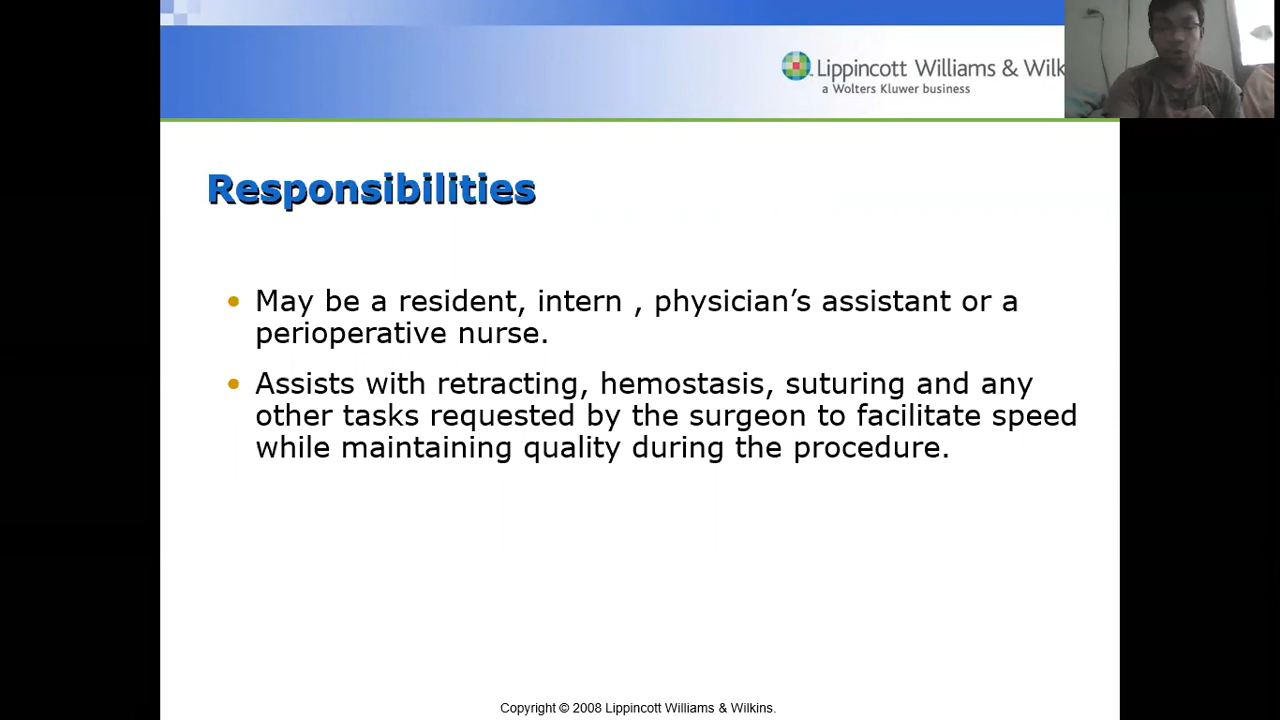 Lippincott Williams & Wilk
a Wolters Kluwer business
Responsibilities
• May be a resident, intern , physician’s assistant or a
perioperative nurse.
• Assists with retracting, hemostasis, suturing and any
other tasks requested by the surgeon to facilitate speed
while maintaining quality during the procedure.
Copyright © 2008 Lippincott Williams & Wilkins.